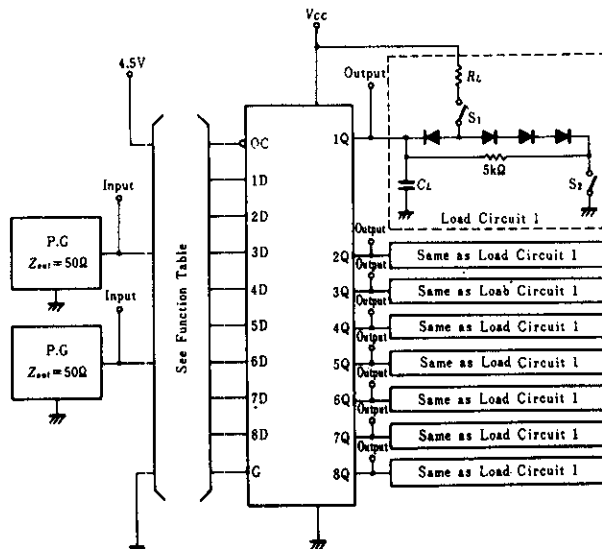 VCC
4.5V
Output
RL
S1
OC
1Q
1D
5kΩ
Input
CL
S2
2D
Load Circuit 1
P.G
Zout=50Ω
3D
Output
2Q
Same as Load Circuit 1
Input
Output
3Q
Same as Loab Circuit 1
4D
Output
4Q
Same as Load Circuit 1
P.G
Zout=50Ω
See Function Table
5D
Output
5Q
Same as Load Circuit 1
6D
Output
6Q
Same as Load Circuit 1
7D
Output
7Q
Same as Load Circuit 1
8D
Output
8Q
Same as Load Circuit 1
G